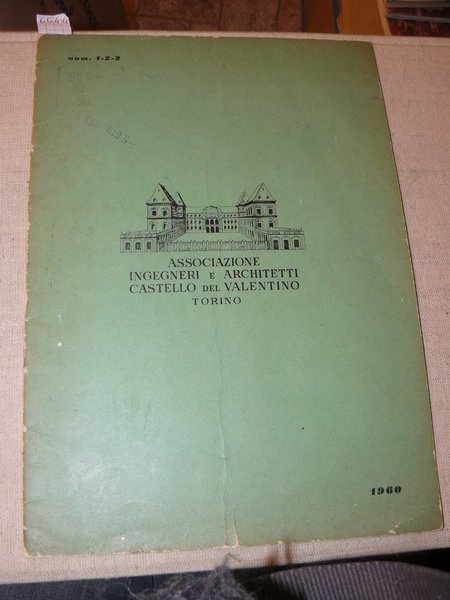 num. 1-2-3
ASSOCIAZIONE
INGEGNERI E ARCHITETTI
CASTELLO DEL VALENTINO
TORINO
1960